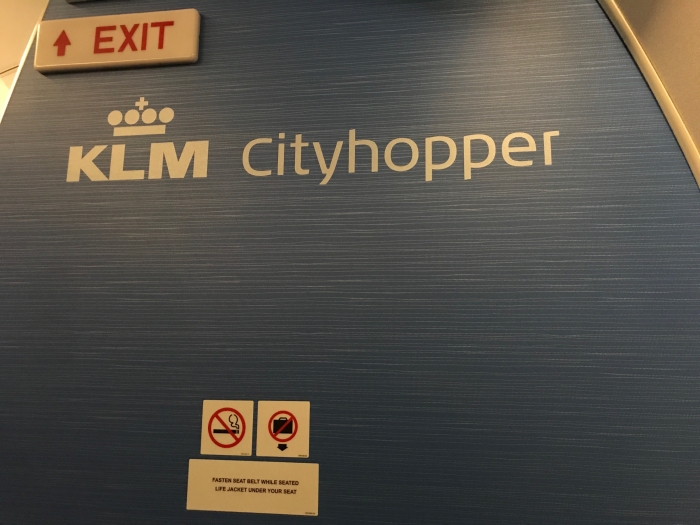 EXIT
KLM Cityhopper
FASTEN SEAT BELT WHILE SEATED
LIFE JACKET UNDER YOUR SEAT